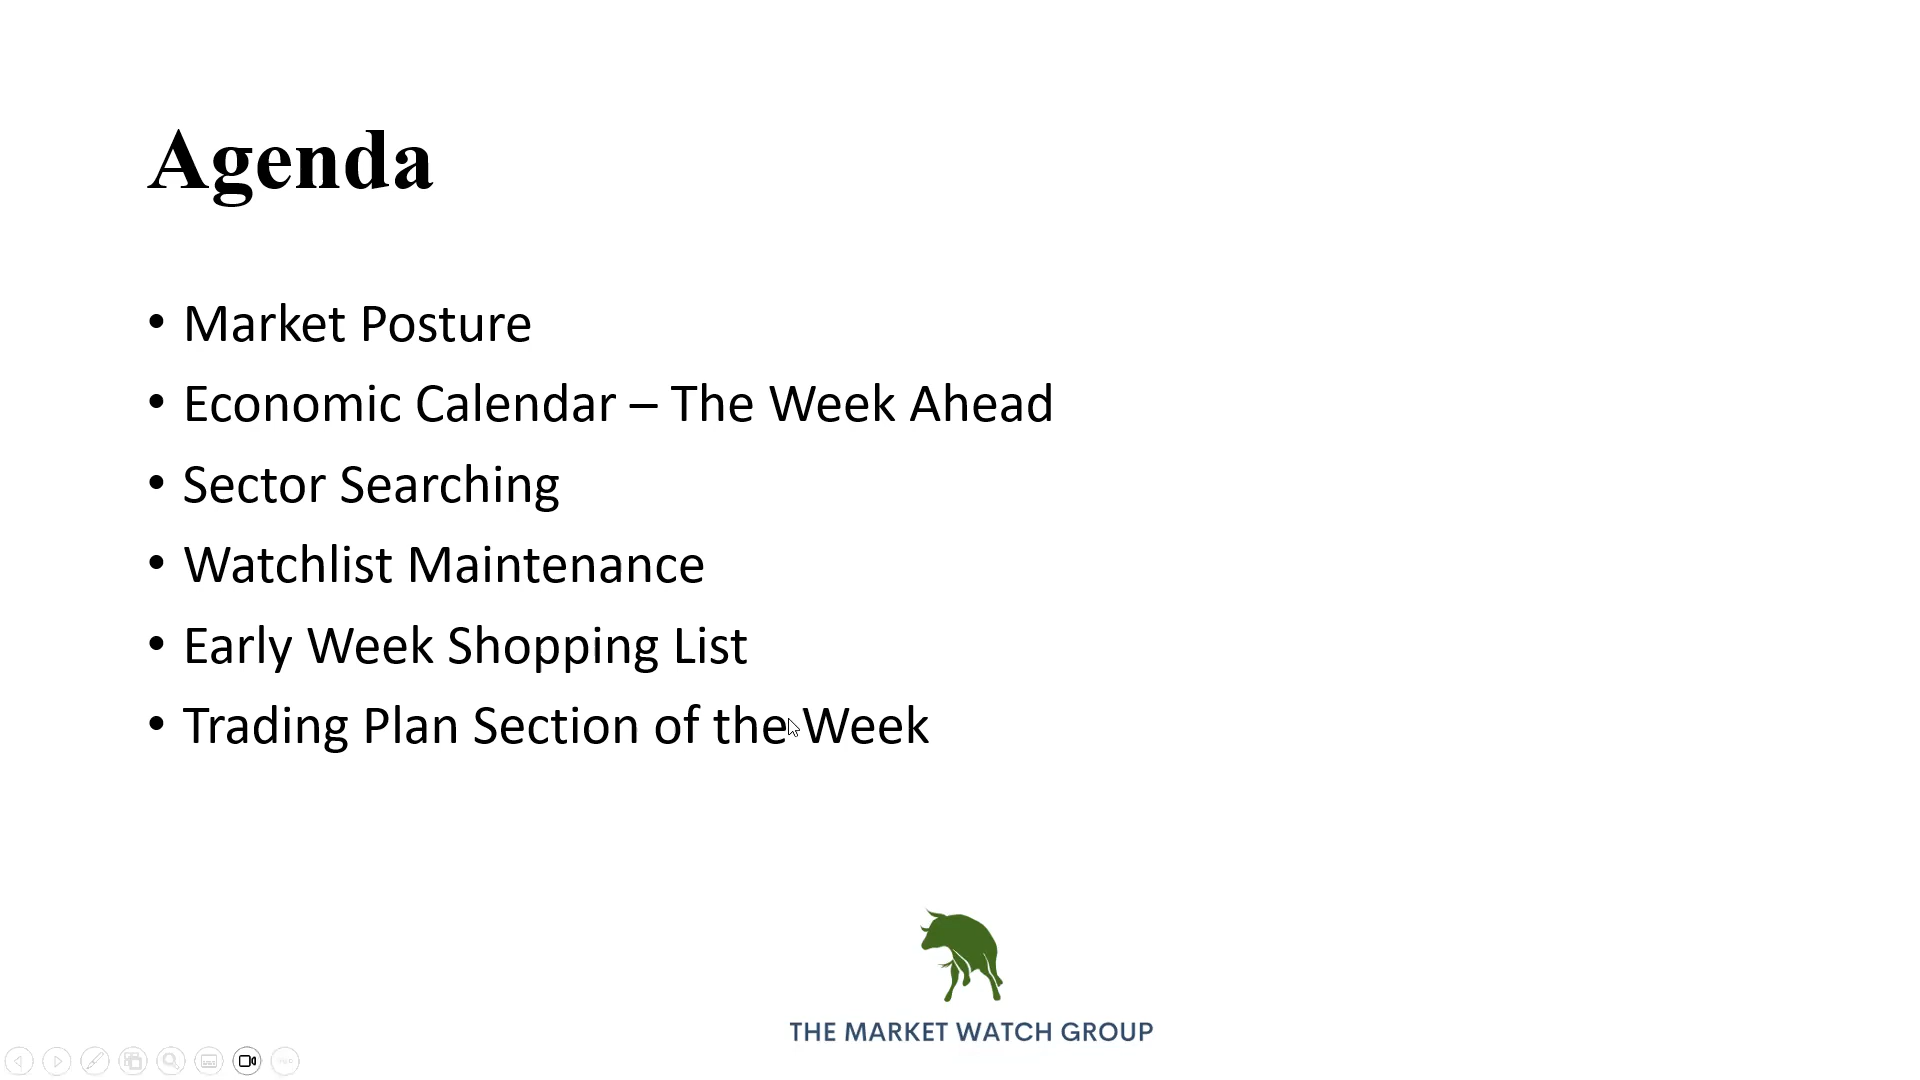 Agenda
• Market Posture
• Economic Calendar – The Week Ahead
• Sector Searching
• Watchlist Maintenance
• Early Week Shopping List
• Trading Plan Section of the Week
THE MARKET WATCH GROUP